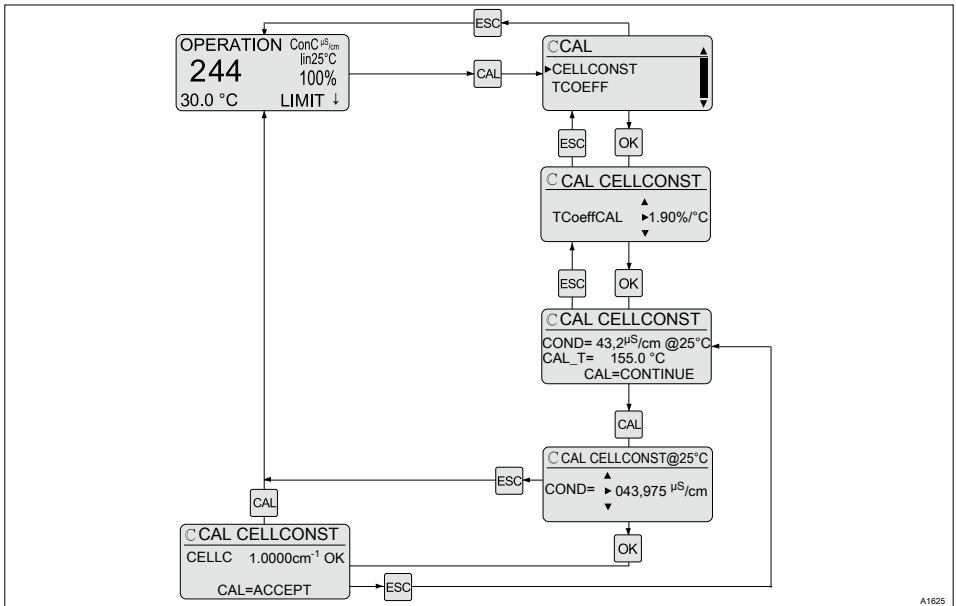 ESC
OPERATION ConC µS/cm
lin25°C
244 100%
30.0 °C LIMIT ↓
CAL
ℂCAL
▲
►CELLCONST
TCOEFF
▼
ESC
OK
ℂ CAL CELLCONST
▲
TCoeffCAL ►1.90%/°C
▼
ESC
OK
ℂ CAL CELLCONST
COND= 43,2µS/cm @25°C
CAL_T= 155.0 °C
CAL=CONTINUE
CAL
ℂ CAL CELLCONST@25°C
▲
COND= ► 043,975 µS/cm
▼
ESC
OK
CAL
ℂ CAL CELLCONST
CELLC 1.0000cm-1 OK
CAL=ACCEPT
ESC
A1625